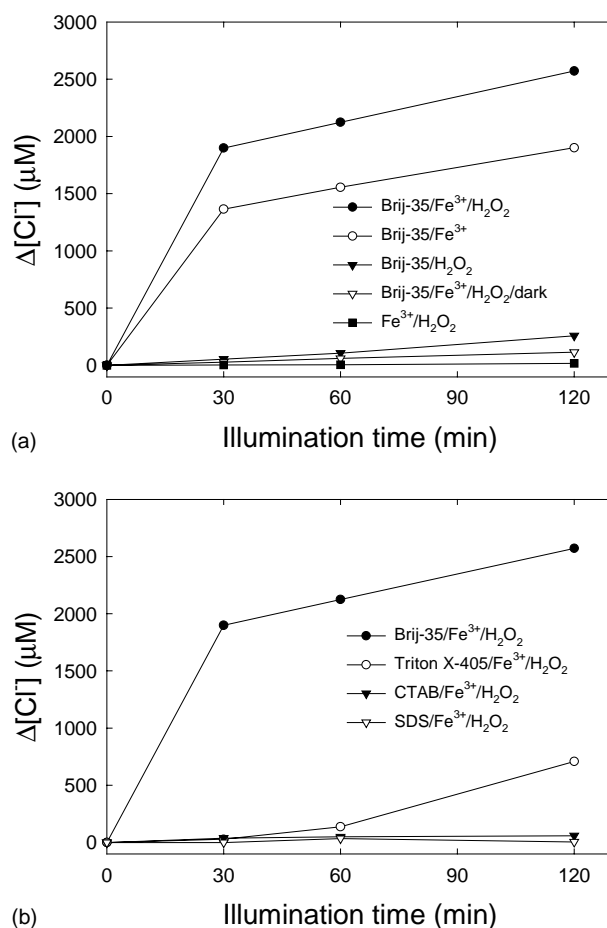 3000
2500
2000
1500
1000
500
0
Δ[Cl⁻] (μM)
Brij-35/Fe³⁺/H₂O₂
Brij-35/Fe³⁺
Brij-35/H₂O₂
Brij-35/Fe³⁺/H₂O₂/dark
Fe³⁺/H₂O₂
0 30 60 90 120
(a) Illumination time (min)
3000
2500
2000
1500
1000
500
0
Δ[Cl⁻] (μM)
Brij-35/Fe³⁺/H₂O₂
Triton X-405/Fe³⁺/H₂O₂
CTAB/Fe³⁺/H₂O₂
SDS/Fe³⁺/H₂O₂
0 30 60 90 120
(b) Illumination time (min)